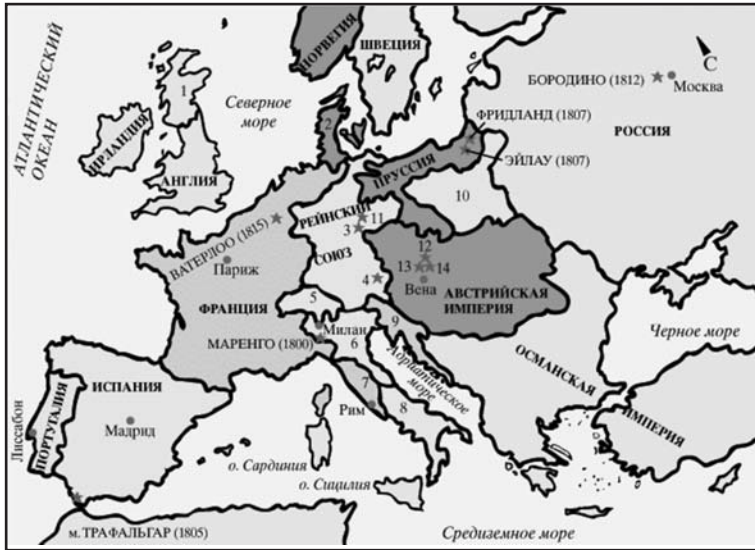 АТЛАНТИЧЕСКИЙ
ОКЕАН
НОРВЕГИЯ
ШВЕЦИЯ
С
БОРОДИНО (1812)
Москва
1
Северное
море
ИРЛАНДИЯ
2
ФРИДЛАНД (1807)
РОССИЯ
АНГЛИЯ
ПРУССИЯ
ЭЙЛАУ (1807)
10
РЕЙНСКИЙ
11
3
ВАТЕРЛОО (1815)
СОЮЗ
12
13
14
Париж
4
Вена
АВСТРИЙСКАЯ
ИМПЕРИЯ
ФРАНЦИЯ
5
Милан
9
МАРЕНГО (1800)
6
Черное море
Адриатическое
море
ОСМАНСКАЯ
ИМПЕРИЯ
ИСПАНИЯ
7
Рим
8
Лиссабон
ПОРТУГАЛИЯ
Мадрид
о. Сардиния
о. Сицилия
м. ТРАФАЛЬГАР (1805)
Средиземное море